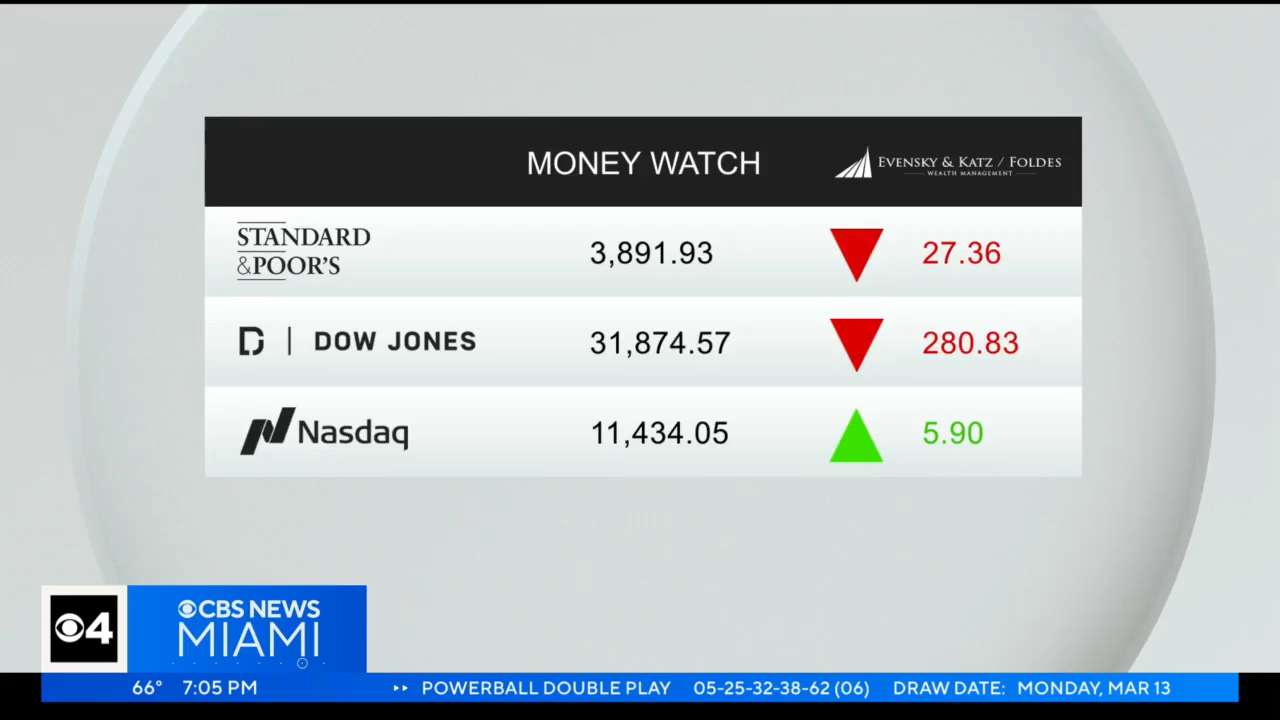 MONEY WATCH
EVENSKY & KATZ / FOLDES
WEALTH MANAGEMENT
STANDARD
&POOR'S
3,891.93
27.36
DOW JONES
31,874.57
280.83
Nasdaq
11,434.05
5.90
4
CBS NEWS
MIAMI
66° 7:05 PM POWERBALL DOUBLE PLAY 05-25-32-38-62 (06) DRAW DATE: MONDAY, MAR 13